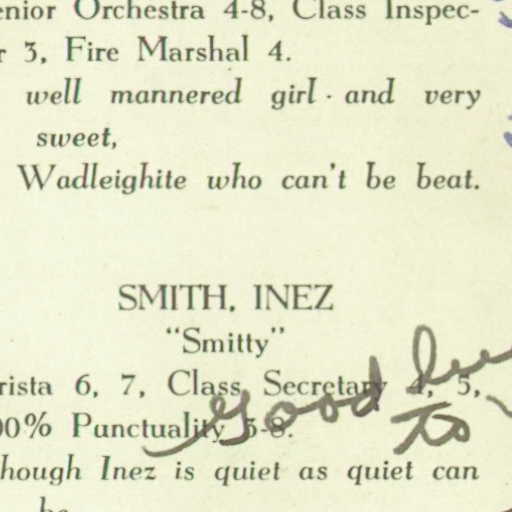 enior Orchestra 4-8, Class Inspec-
r 3, Fire Marshal 4.
well mannered girl and very
sweet,
Wadleighite who can't be beat.
SMITH, INEZ
"Smitty"
rista 6, 7, Class Secretary 4, 5,
00% Punctuality 5-8.
Good Lu
to
hough Inez is quiet as quiet can
be